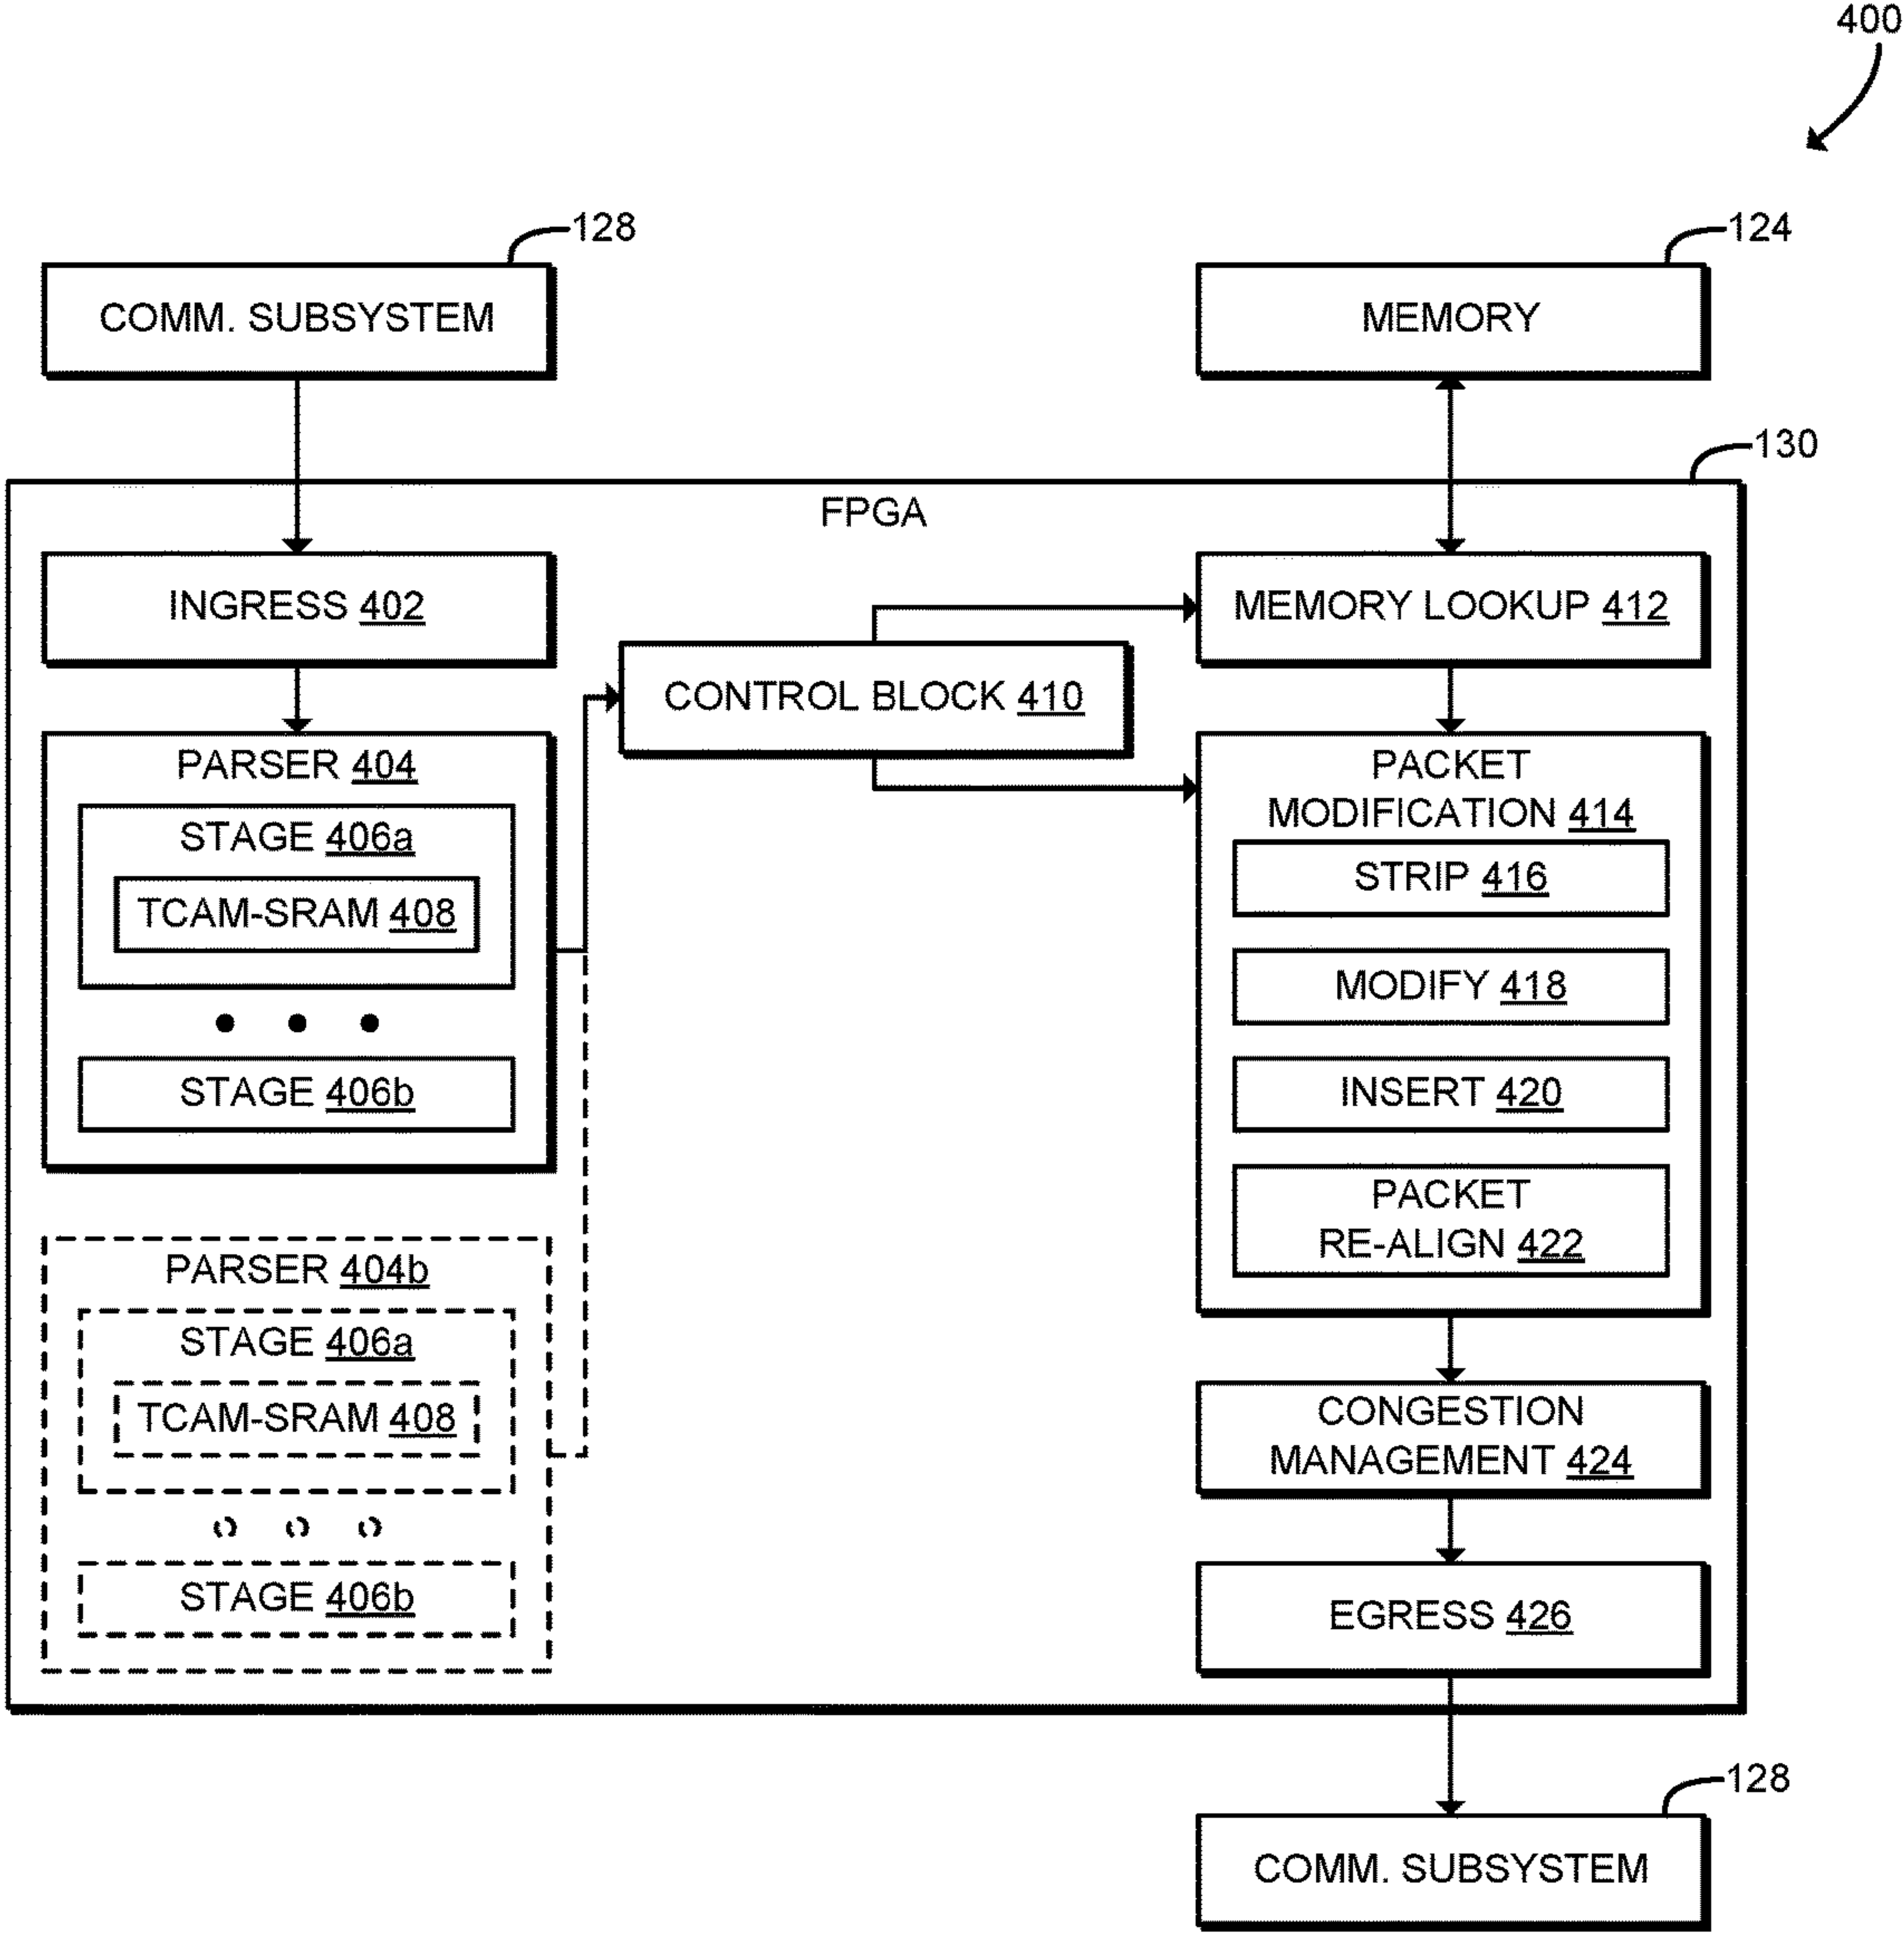 400
128
COMM. SUBSYSTEM
124
MEMORY
130
FPGA
INGRESS 402
PARSER 404
STAGE 406a
TCAM-SRAM 408
STAGE 406b
PARSER 404b
STAGE 406a
TCAM-SRAM 408
STAGE 406b
CONTROL BLOCK 410
MEMORY LOOKUP 412
PACKET
MODIFICATION 414
STRIP 416
MODIFY 418
INSERT 420
PACKET
RE-ALIGN 422
CONGESTION
MANAGEMENT 424
EGRESS 426
128
COMM. SUBSYSTEM